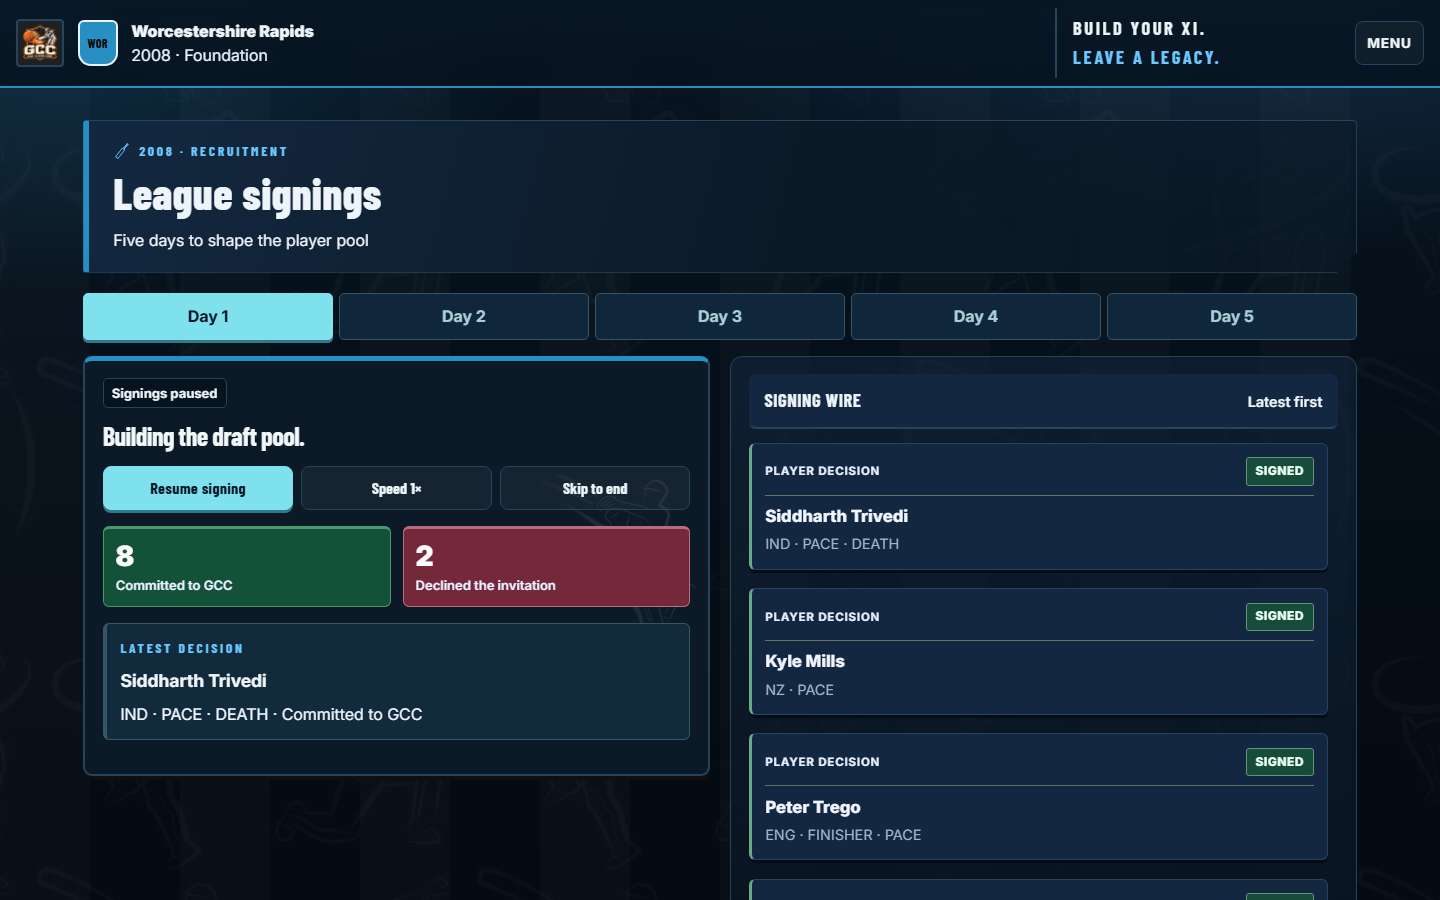 GCC
WOR
Worcestershire Rapids
2008 · Foundation
BUILD YOUR XI.
LEAVE A LEGACY.
MENU
2008 · RECRUITMENT
League signings
Five days to shape the player pool
Day 1
Day 2
Day 3
Day 4
Day 5
Signings paused
Building the draft pool.
Resume signing
Speed 1×
Skip to end
8
Committed to GCC
2
Declined the invitation
LATEST DECISION
Siddharth Trivedi
IND · PACE · DEATH · Committed to GCC
SIGNING WIRE
Latest first
PLAYER DECISION
SIGNED
Siddharth Trivedi
IND · PACE · DEATH
PLAYER DECISION
SIGNED
Kyle Mills
NZ · PACE
PLAYER DECISION
SIGNED
Peter Trego
ENG · FINISHER · PACE